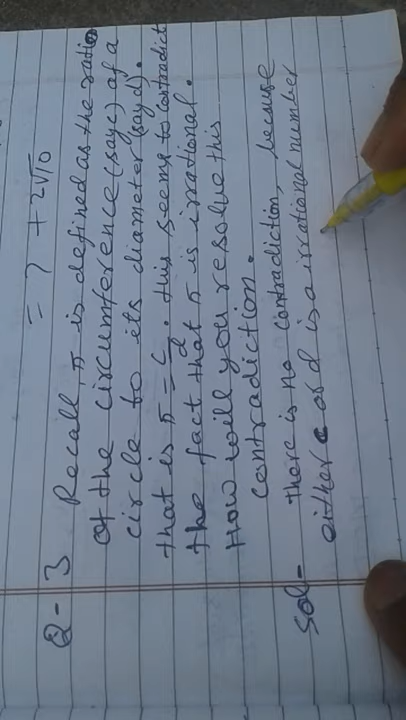 = 7 + 2√10
Q-3 Recall, π is defined as the ratio
of the circumference (say c) of a
circle to its diameter (say d).
that is π = c/d. this seems to contradict
the fact that π is irrational.
How will you resolve this
contradiction.
Sol- there is no contradiction, because
either c or d is a irrational number